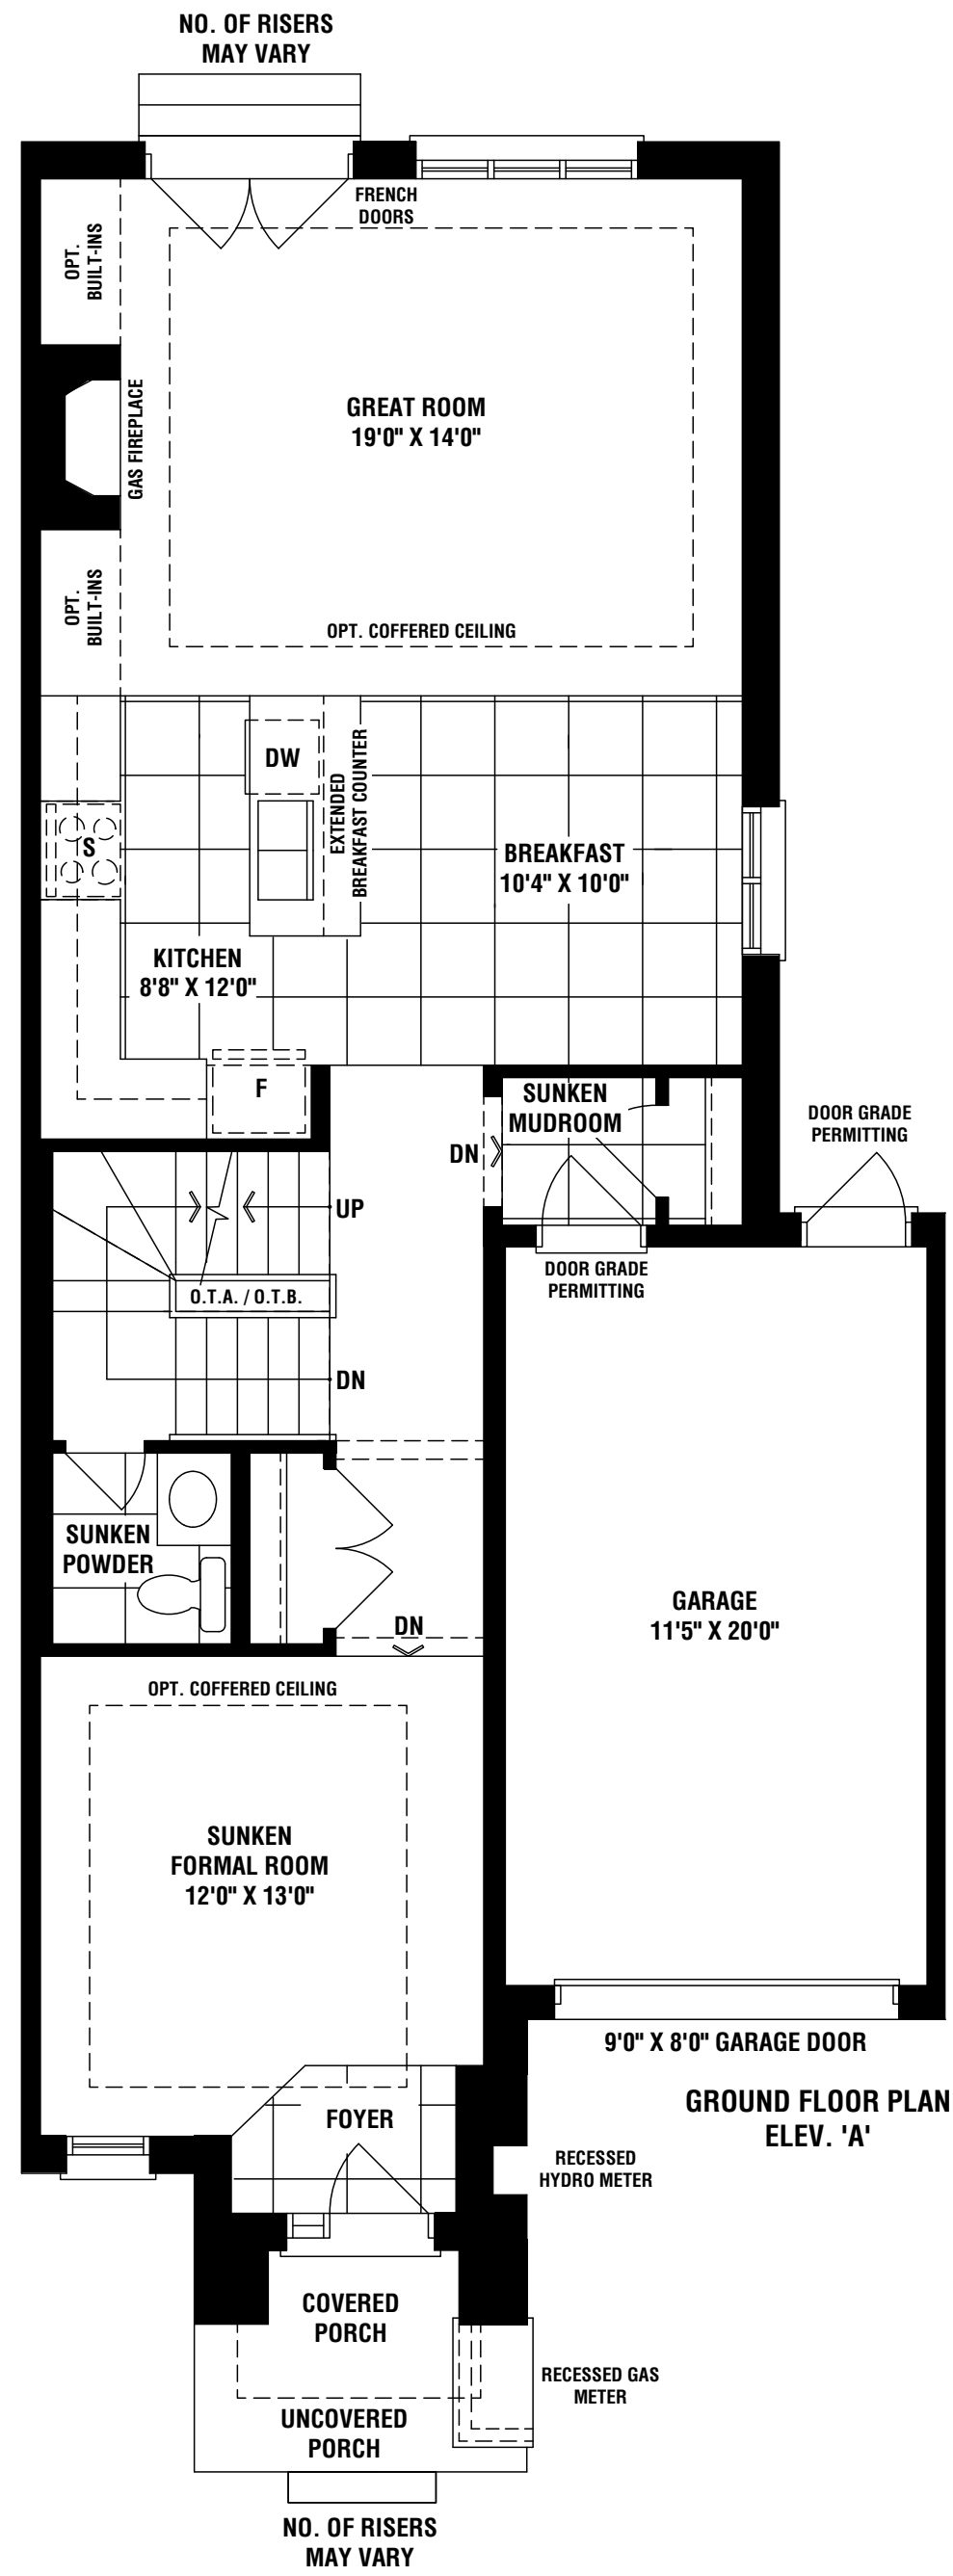 NO. OF RISERS
MAY VARY
FRENCH
DOORS
OPT.
BUILT-INS
GAS FIREPLACE
GREAT ROOM
19'0" X 14'0"
OPT.
BUILT-INS
OPT. COFFERED CEILING
DW
EXTENDED
BREAKFAST COUNTER
S
BREAKFAST
10'4" X 10'0"
KITCHEN
8'8" X 12'0"
F
SUNKEN
MUDROOM
DN
DOOR GRADE
PERMITTING
UP
DOOR GRADE
PERMITTING
O.T.A. / O.T.B.
DN
SUNKEN
POWDER
DN
GARAGE
11'5" X 20'0"
OPT. COFFERED CEILING
SUNKEN
FORMAL ROOM
12'0" X 13'0"
9'0" X 8'0" GARAGE DOOR
GROUND FLOOR PLAN
ELEV. 'A'
FOYER
RECESSED
HYDRO METER
COVERED
PORCH
RECESSED GAS
METER
UNCOVERED
PORCH
NO. OF RISERS
MAY VARY